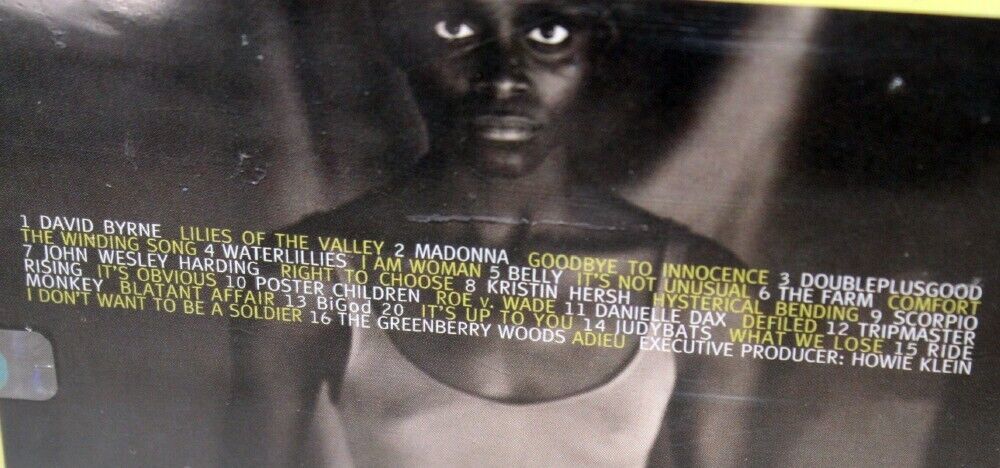 1 DAVID BYRNE LILIES OF THE VALLEY 2 MADONNA GOODBYE TO INNOCENCE 3 DOUBLEPLUSGOOD
THE WINDING SONG 4 WATERLILLIES I AM WOMAN 5 BELLY IT'S NOT UNUSUAL 6 THE FARM COMFORT
7 JOHN WESLEY HARDING RIGHT TO CHOOSE 8 KRISTIN HERSH HYSTERICAL BENDING 9 SCORPIO
RISING IT'S OBVIOUS 10 POSTER CHILDREN ROE v. WADE 11 DANIELLE DAX DEFILED 12 TRIPMASTER
MONKEY BLATANT AFFAIR 13 BiGod 20 IT'S UP TO YOU 14 JUDYBATS WHAT WE LOSE 15 RIDE
I DON'T WANT TO BE A SOLDIER 16 THE GREENBERRY WOODS ADIEU EXECUTIVE PRODUCER: HOWIE KLEIN